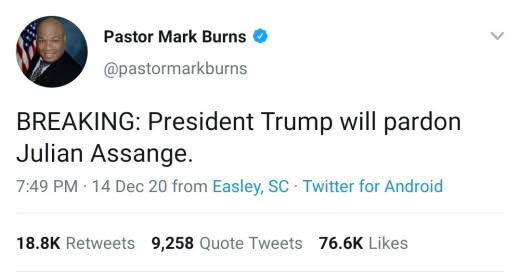 Pastor Mark Burns
@pastormarkburns
BREAKING: President Trump will pardon
Julian Assange.
7:49 PM · 14 Dec 20 from Easley, SC · Twitter for Android
18.8K Retweets 9,258 Quote Tweets 76.6K Likes